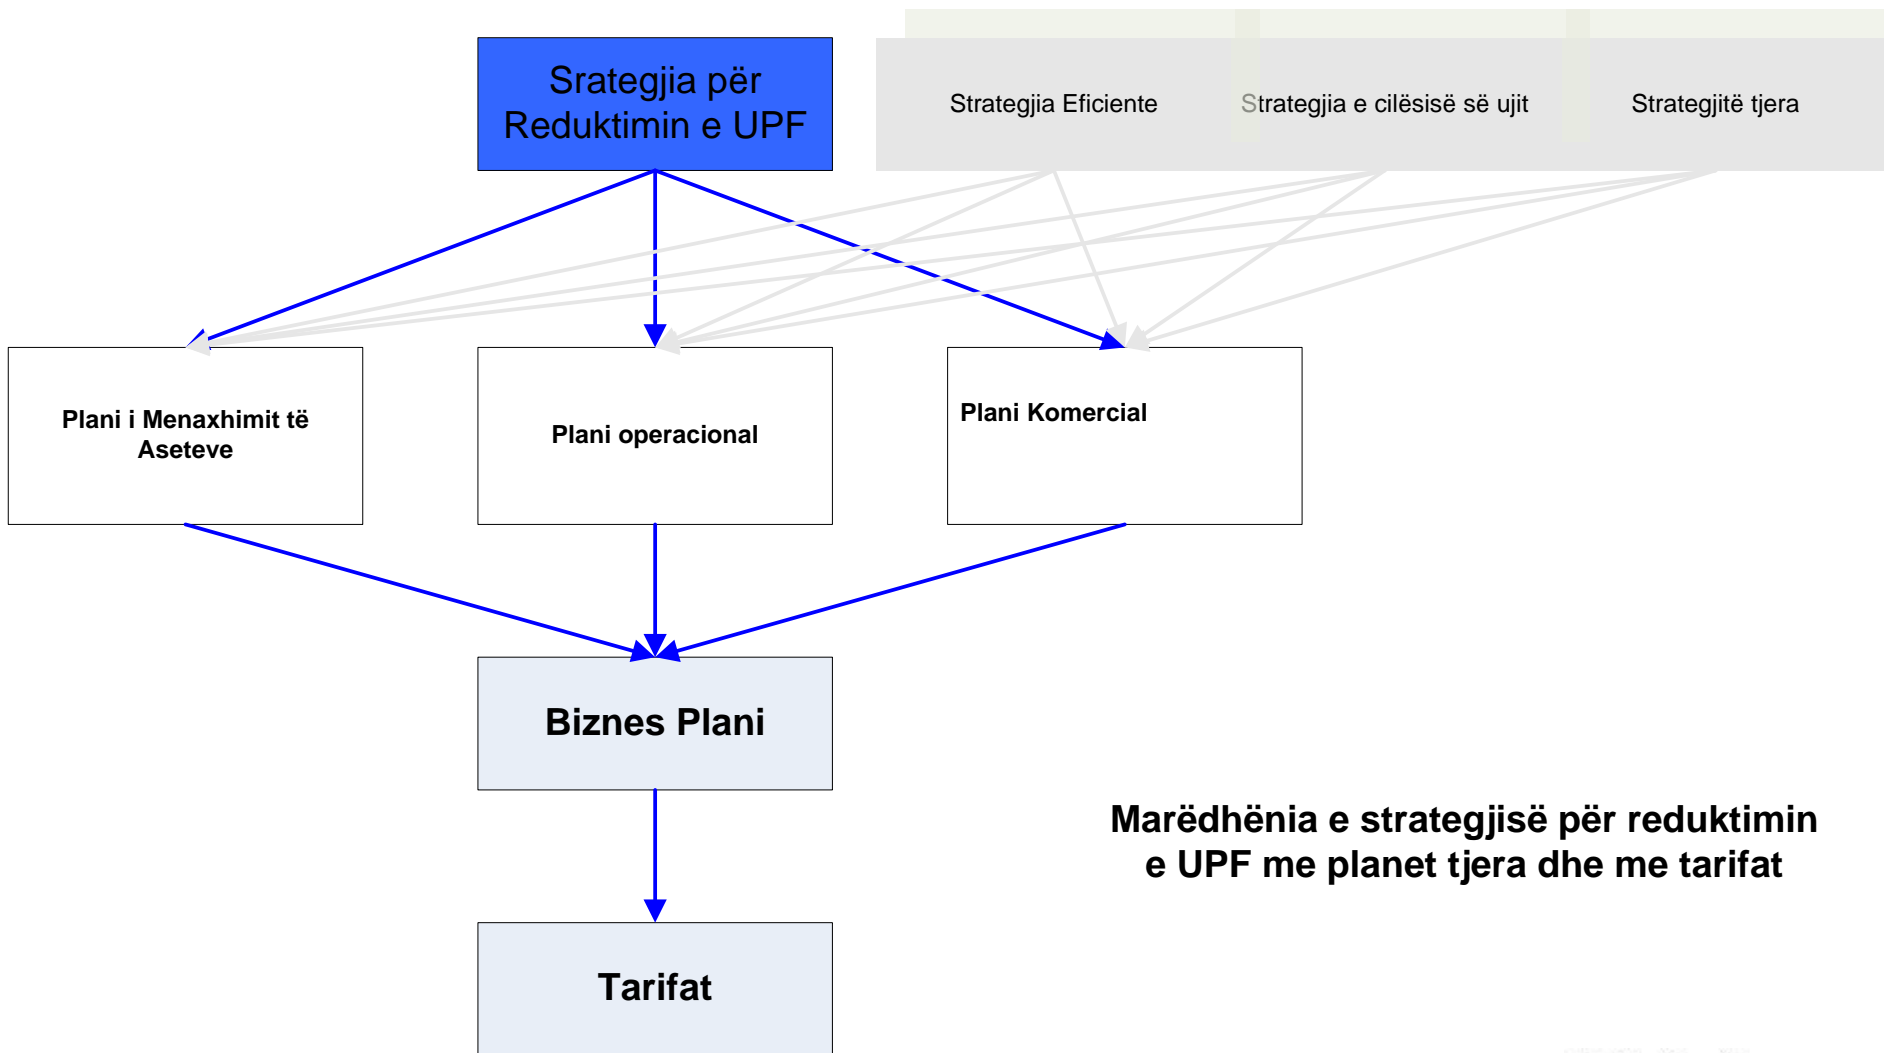 Srategjia për
Reduktimin e UPF
Strategjia Eficiente
Strategjia e cilësisë së ujit
Strategjitë tjera
Plani i Menaxhimit të
Aseteve
Plani operacional
Plani Komercial
Biznes Plani
Marëdhënia e strategjisë për reduktimin
e UPF me planet tjera dhe me tarifat
Tarifat